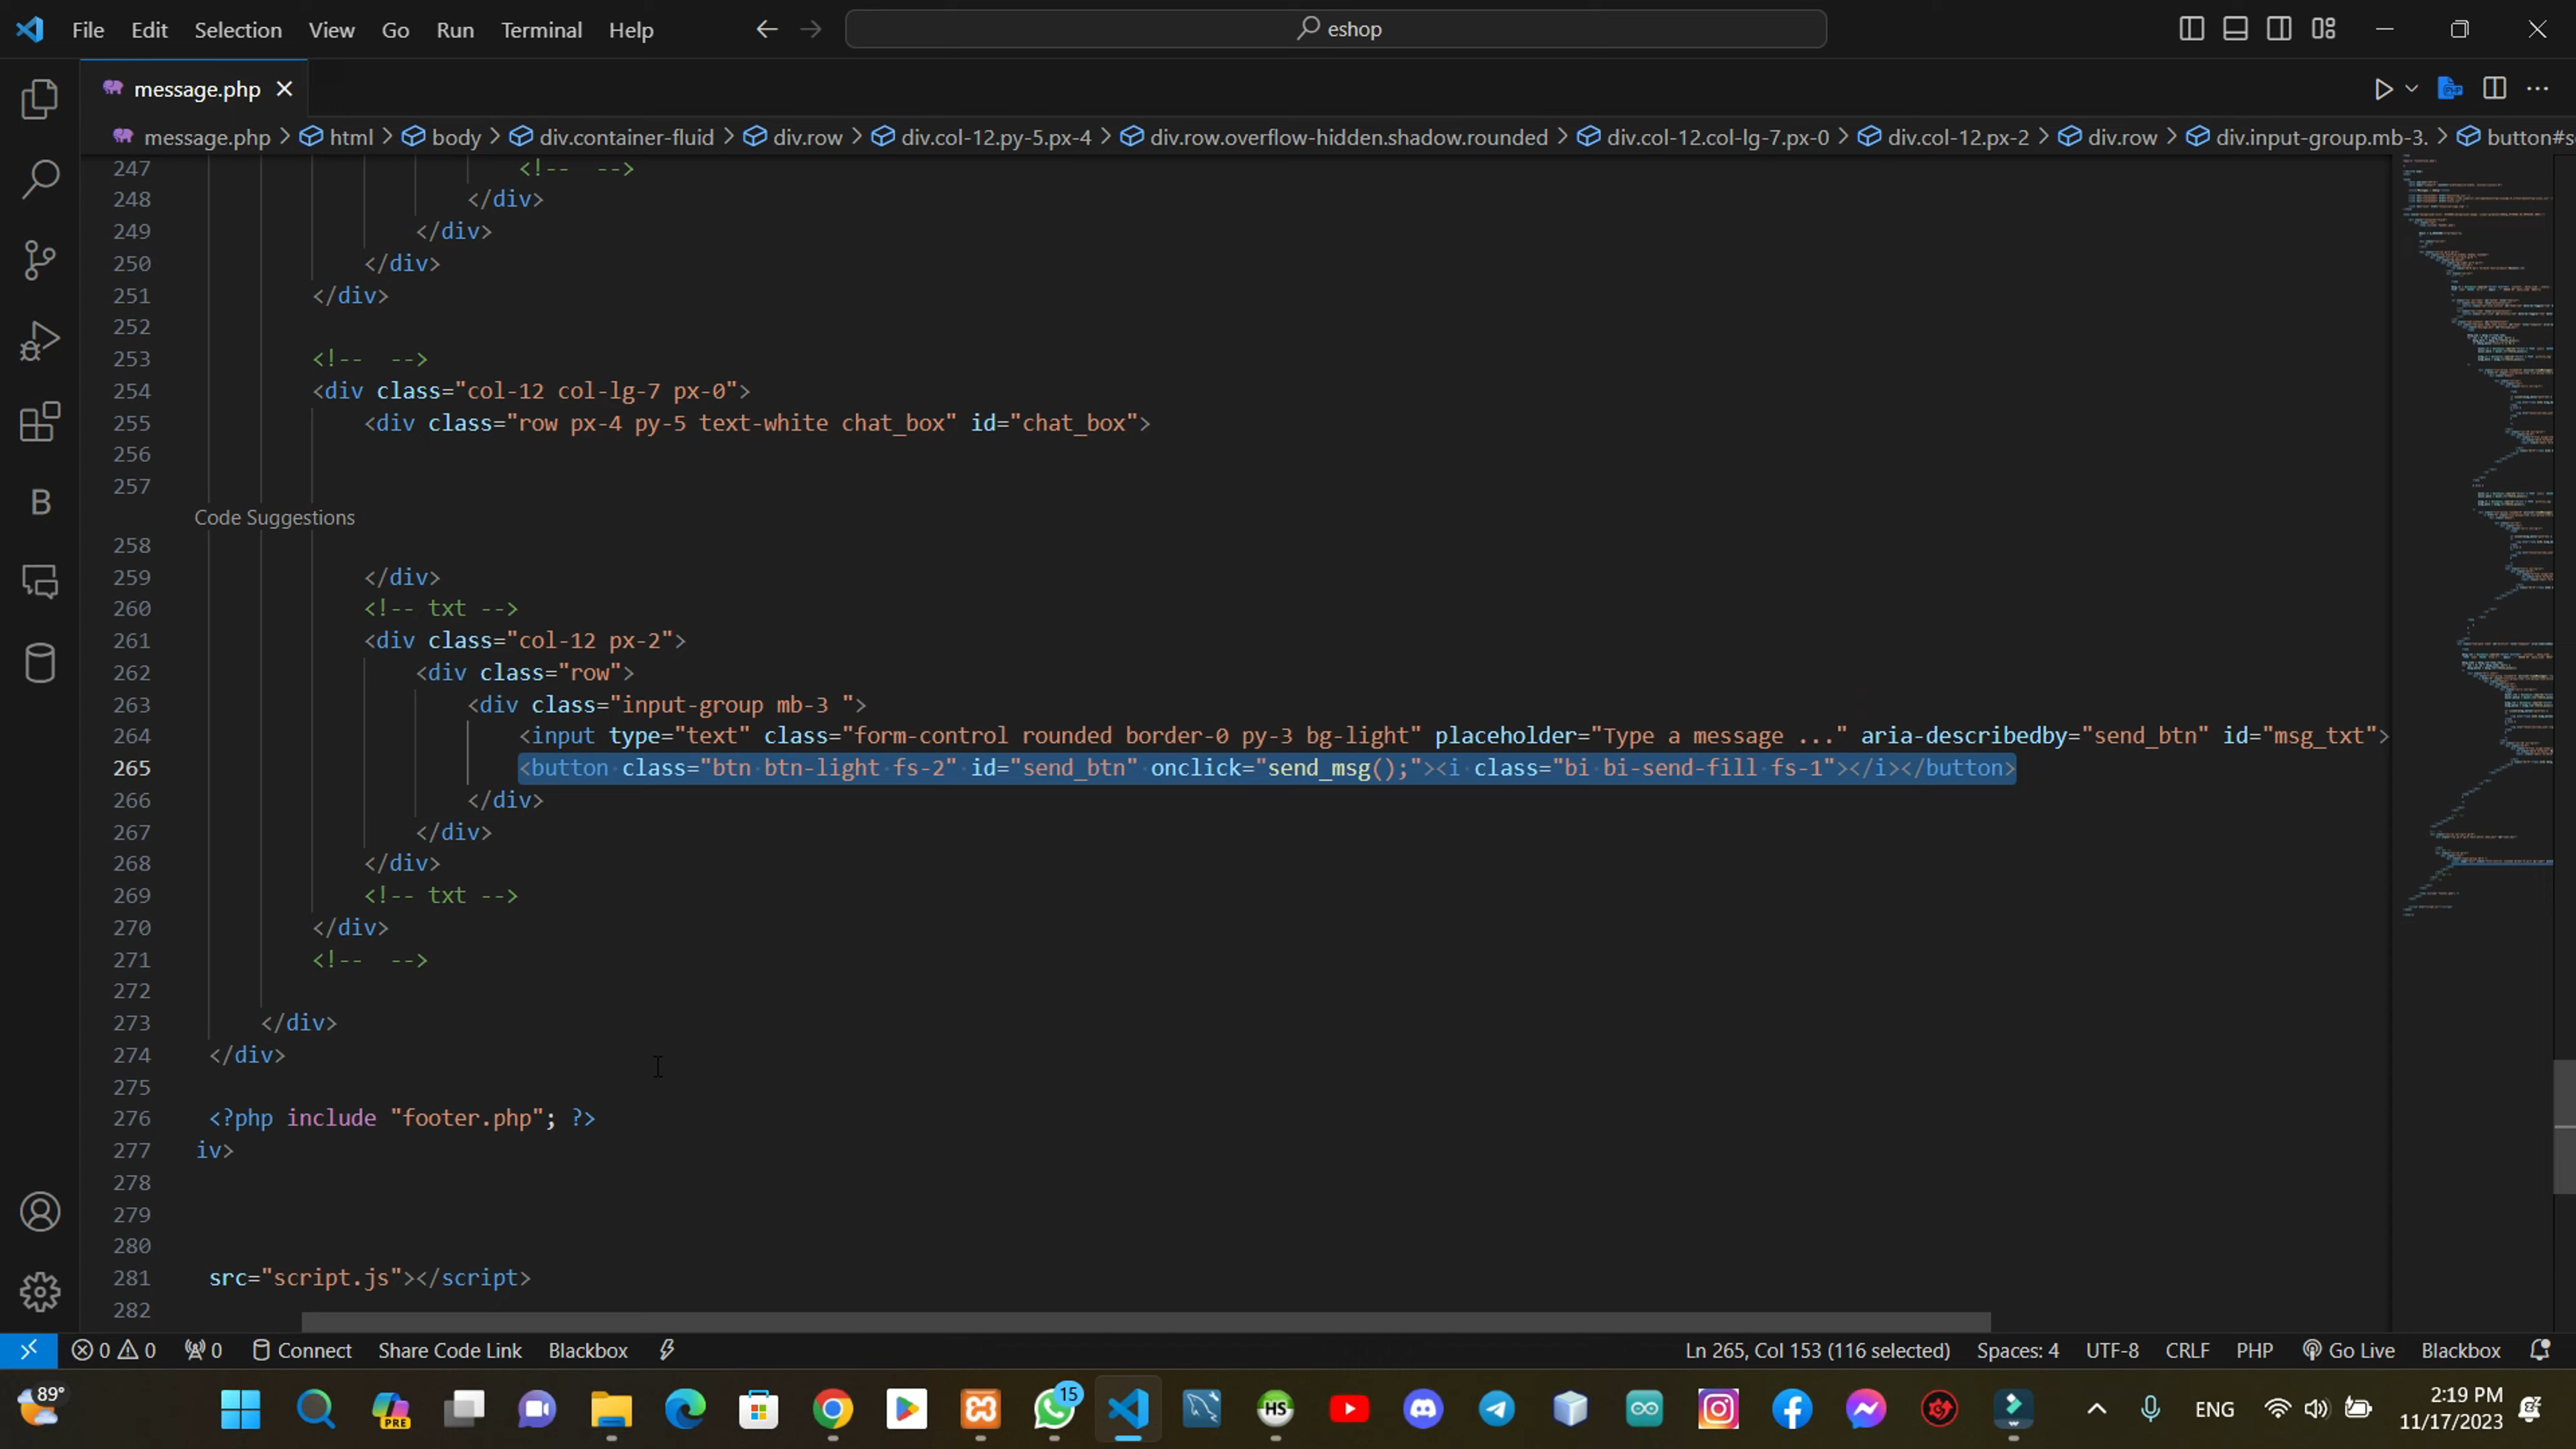 File Edit Selection View Go Run Terminal Help
eshop
message.php
message.php > html > body > div.container-fluid > div.row > div.col-12.py-5.px-4 > div.row.overflow-hidden.shadow.rounded > div.col-12.col-lg-7.px-0 > div.col-12.px-2 > div.row > div.input-group.mb-3. > button#s
247 <!--  -->
248 </div>
249 </div>
250 </div>
251 </div>
252
253 <!--  -->
254 <div class="col-12 col-lg-7 px-0">
255 <div class="row px-4 py-5 text-white chat_box" id="chat_box">
256
257
Code Suggestions
258
259 </div>
260 <!-- txt -->
261 <div class="col-12 px-2">
262 <div class="row">
263 <div class="input-group mb-3 ">
264 <input type="text" class="form-control rounded border-0 py-3 bg-light" placeholder="Type a message ..." aria-describedby="send_btn" id="msg_txt">
265 <button class="btn btn-light fs-2" id="send_btn" onclick="send_msg();"><i class="bi bi-send-fill fs-1"></i></button>
266 </div>
267 </div>
268 </div>
269 <!-- txt -->
270 </div>
271 <!--  -->
272
273 </div>
274 </div>
275
276 <?php include "footer.php"; ?>
277 iv>
278
279
280
281 src="script.js"></script>
282
0 0 0 Connect Share Code Link Blackbox Ln 265, Col 153 (116 selected) Spaces: 4 UTF-8 CRLF PHP Go Live Blackbox
89° PRE 15 HS ENG 2:19 PM
11/17/2023